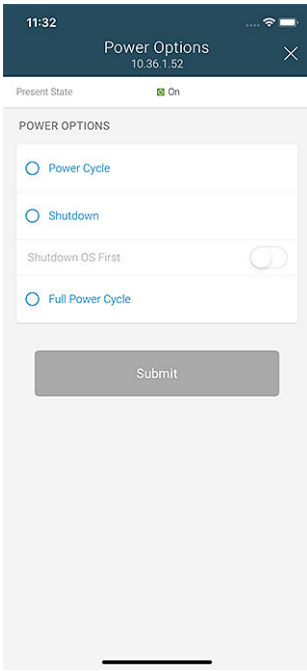 11:32
Power Options
10.36.1.52
Present State On
POWER OPTIONS
Power Cycle
Shutdown
Shutdown OS First
Full Power Cycle
Submit